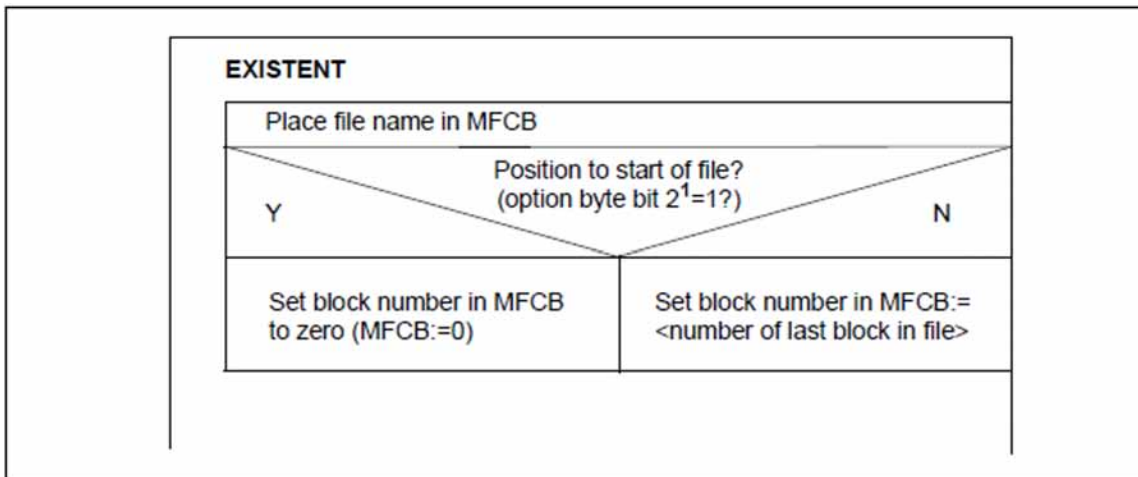 EXISTENT
Place file name in MFCB
Position to start of file?
(option byte bit 2¹=1?)
Y
N
Set block number in MFCB
to zero (MFCB:=0)
Set block number in MFCB:=
<number of last block in file>